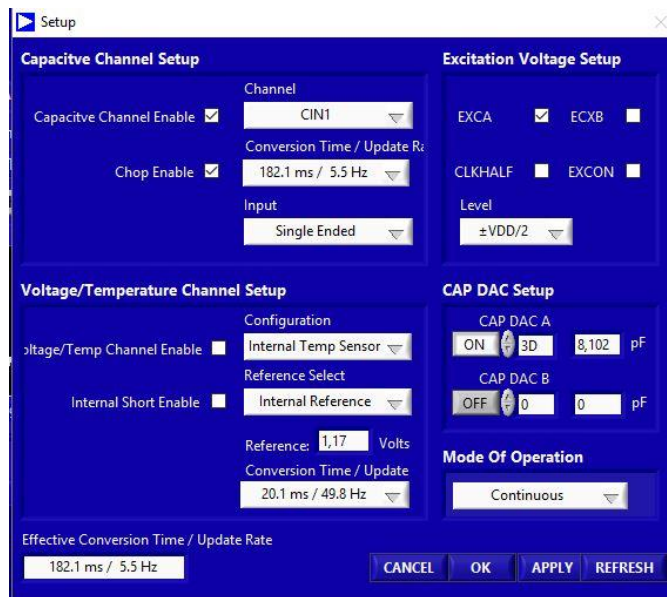 Setup
Capacitve Channel Setup
Channel
Capacitve Channel Enable
CIN1
Conversion Time / Update Ra
Chop Enable
182.1 ms / 5.5 Hz
Input
Single Ended
Excitation Voltage Setup
EXCA
ECXB
CLKHALF
EXCON
Level
±VDD/2
Voltage/Temperature Channel Setup
Configuration
oltage/Temp Channel Enable
Internal Temp Sensor
Reference Select
Internal Short Enable
Internal Reference
Reference: 1,17 Volts
Conversion Time / Update
20.1 ms / 49.8 Hz
CAP DAC Setup
CAP DAC A
ON 3D 8,102 pF
CAP DAC B
OFF 0 0 pF
Mode Of Operation
Continuous
Effective Conversion Time / Update Rate
182.1 ms / 5.5 Hz
CANCEL OK APPLY REFRESH